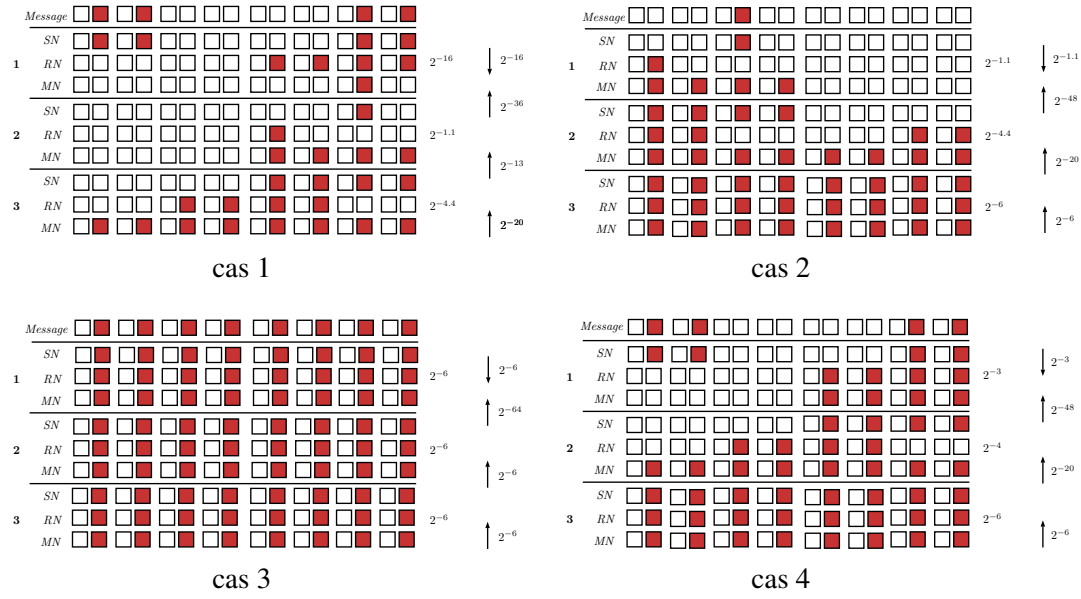 Message
SN
1 RN 2^{-16} 2^{-16}
MN
2^{-36}
SN
2 RN 2^{-1.1}
MN
2^{-13}
SN
3 RN 2^{-4.4}
MN 2^{-20}
cas 1
Message
SN
1 RN 2^{-1.1} 2^{-1.1}
MN
2^{-48}
SN
2 RN 2^{-4.4}
MN
2^{-20}
SN
3 RN 2^{-6}
MN 2^{-6}
cas 2
Message
SN
1 RN 2^{-6} 2^{-6}
MN
2^{-64}
SN
2 RN 2^{-6}
MN
2^{-6}
SN
3 RN 2^{-6}
MN 2^{-6}
cas 3
Message
SN
1 RN 2^{-3} 2^{-3}
MN
2^{-48}
SN
2 RN 2^{-4}
MN
2^{-20}
SN
3 RN 2^{-6}
MN 2^{-6}
cas 4